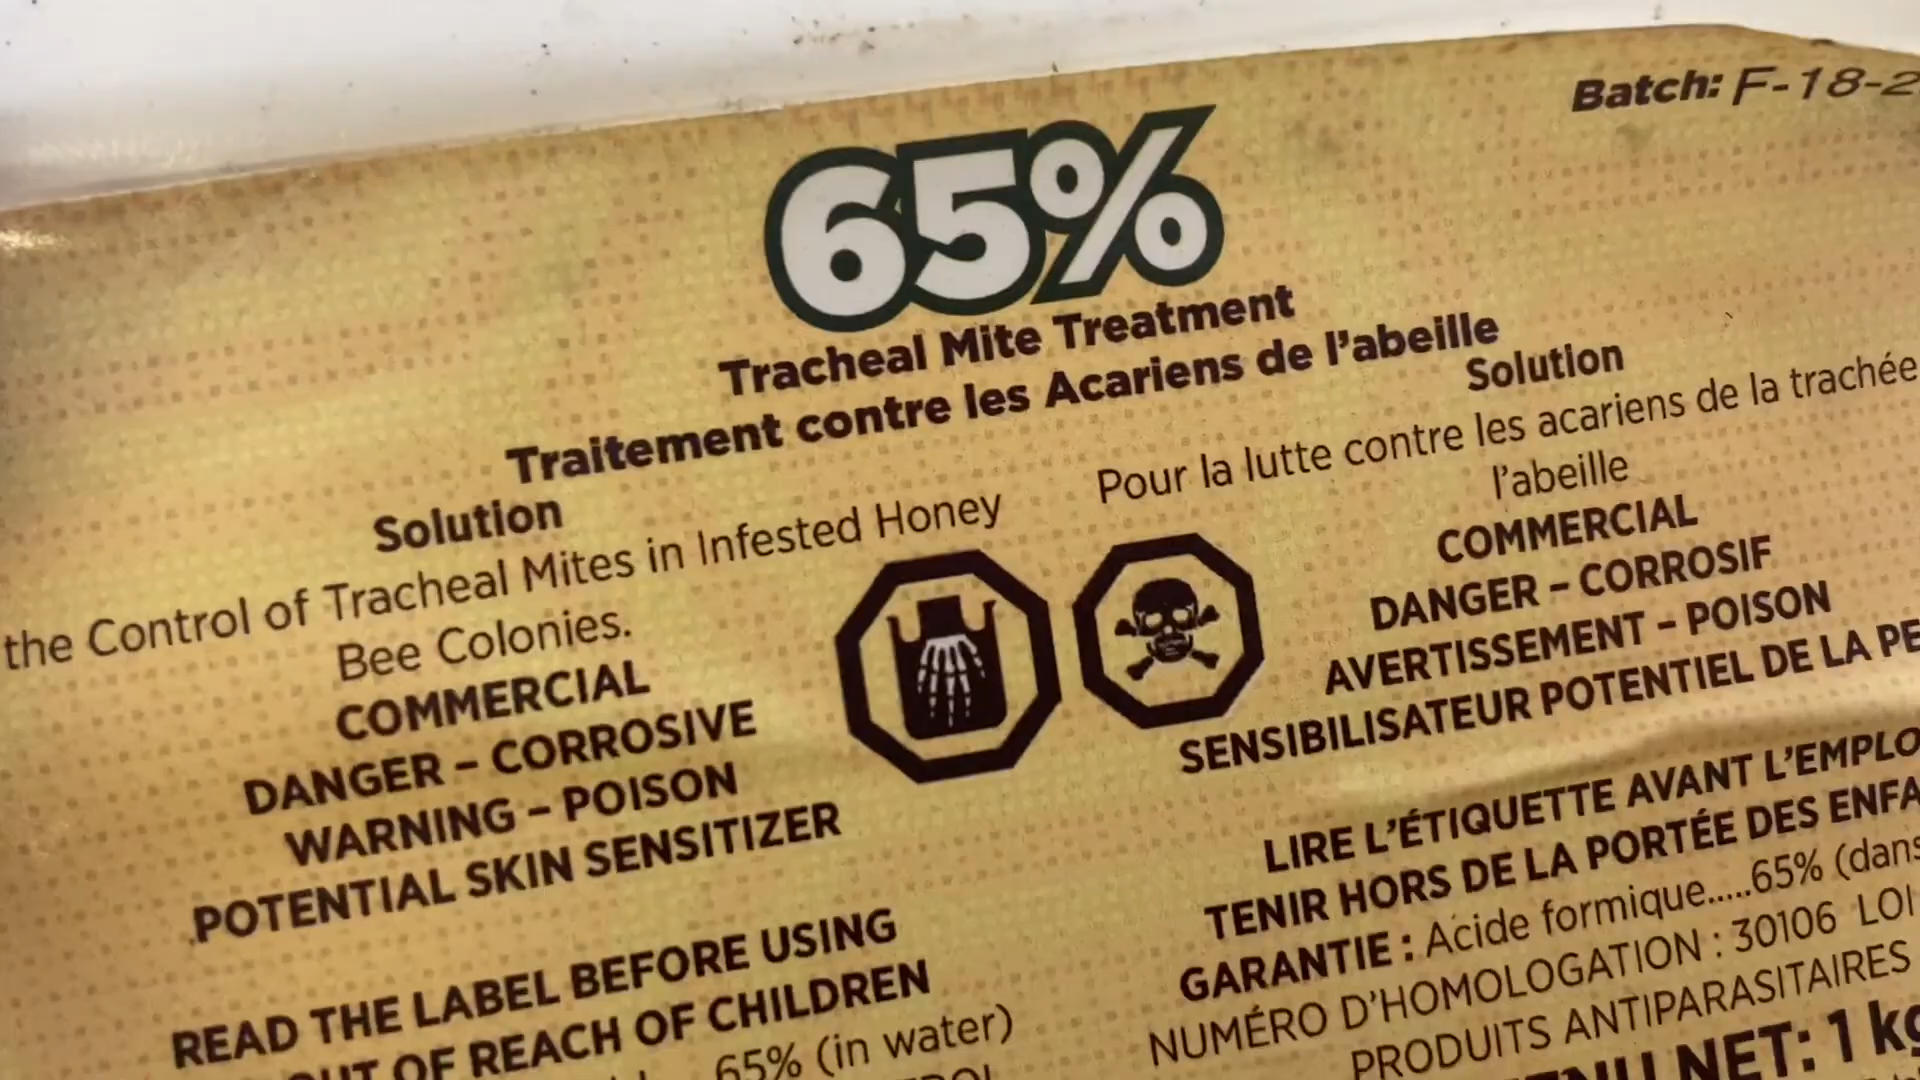 Batch: F-18-2
65%
Tracheal Mite Treatment
Traitement contre les Acariens de l'abeille
Solution
the Control of Tracheal Mites in Infested Honey
Bee Colonies.
COMMERCIAL
DANGER – CORROSIVE
WARNING – POISON
POTENTIAL SKIN SENSITIZER
READ THE LABEL BEFORE USING
OUT OF REACH OF CHILDREN
65% (in water)
Solution
Pour la lutte contre les acariens de la trachée
l'abeille
COMMERCIAL
DANGER – CORROSIF
AVERTISSEMENT – POISON
SENSIBILISATEUR POTENTIEL DE LA PE
LIRE L'ÉTIQUETTE AVANT L'EMPLO
TENIR HORS DE LA PORTÉE DES ENFA
GARANTIE : Acide formique.....65% (dans
NUMÉRO D'HOMOLOGATION : 30106 LOI
PRODUITS ANTIPARASITAIRES
NET: 1 kg